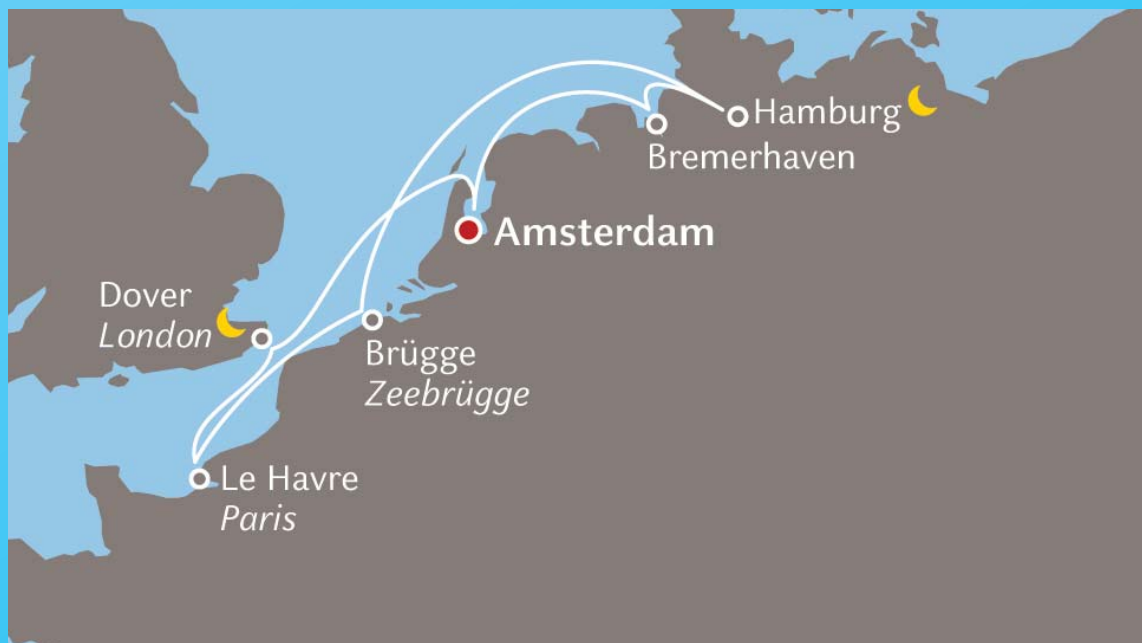 Hamburg
Bremerhaven
Amsterdam
Dover
London
Brügge
Zeebrügge
Le Havre
Paris